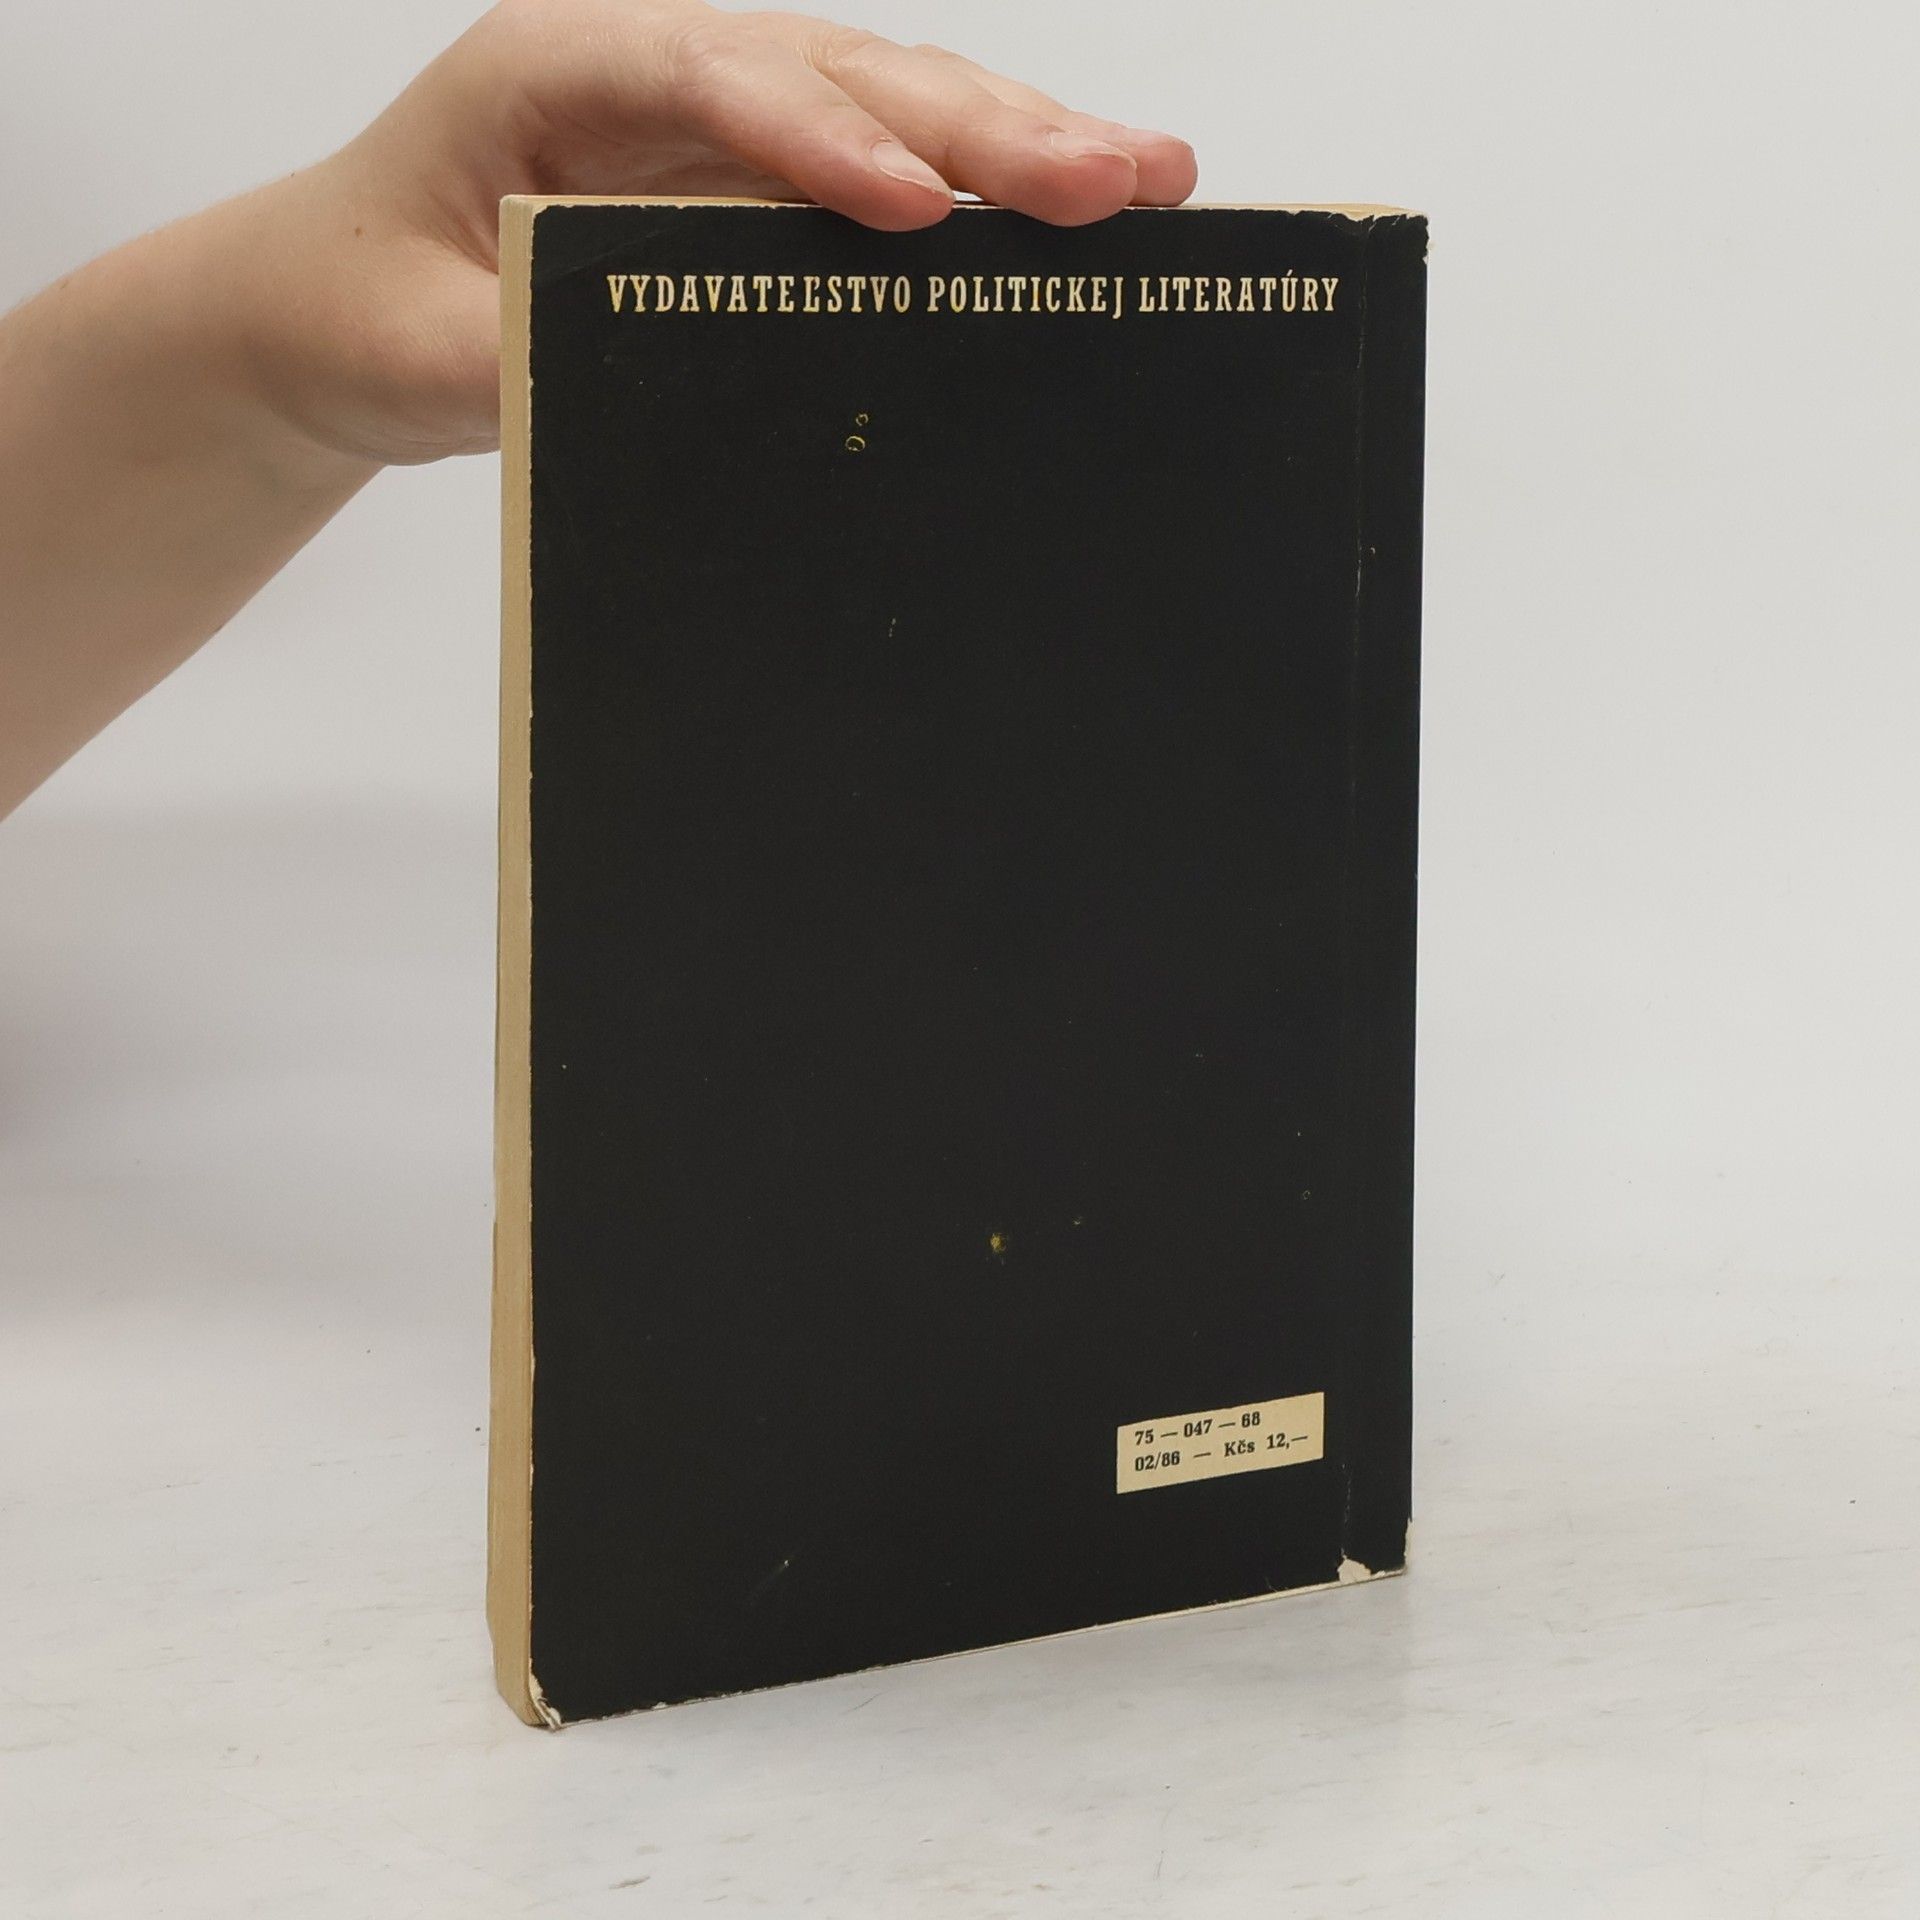 VYDAVATEĽSTVO POLITICKEJ LITERATÚRY
75 — 047 — 68
02/86 — Kčs 12,—